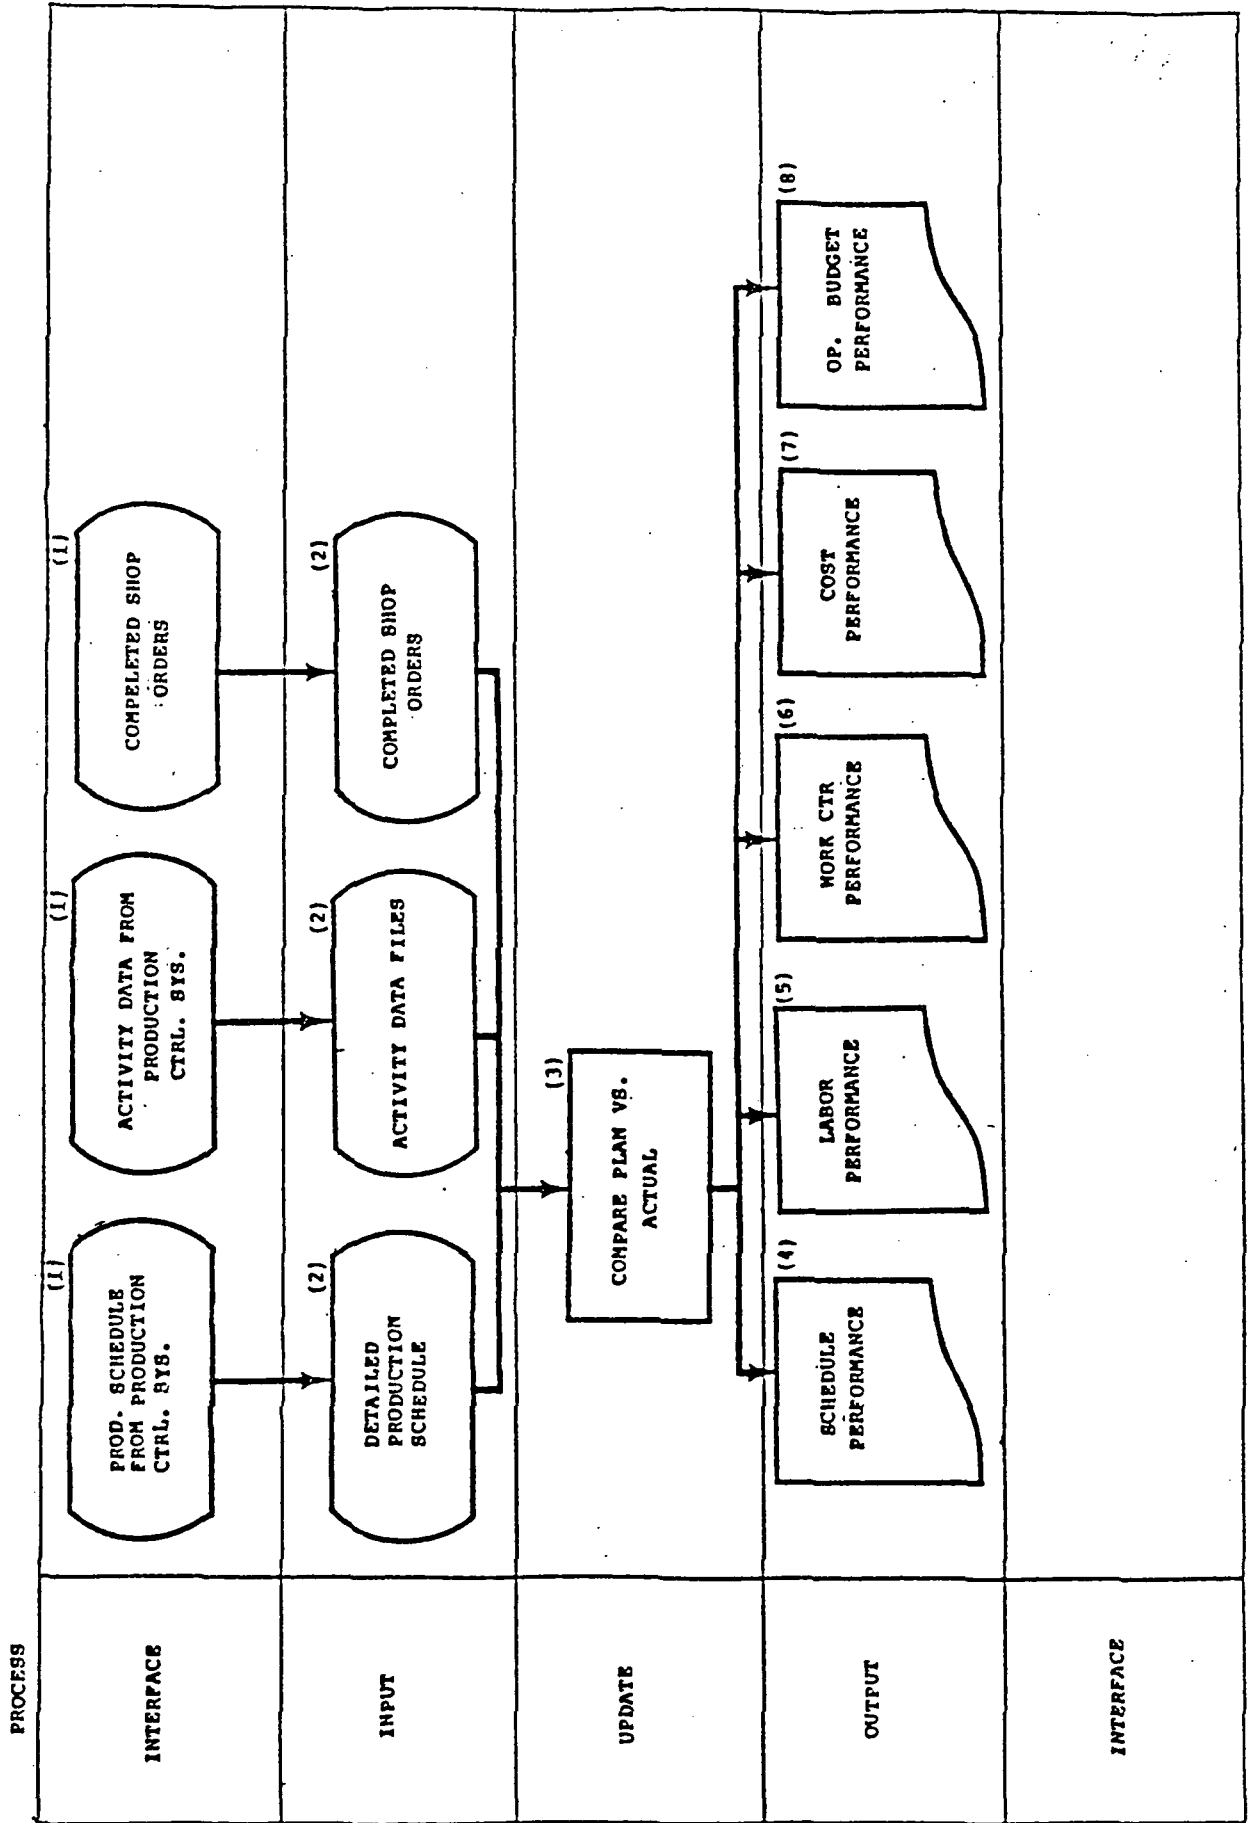 PROCESS
INTERFACE
(1)
PROD. SCHEDULE
FROM PRODUCTION
CTRL. SYS.
(1)
ACTIVITY DATA FROM
PRODUCTION
CTRL. SYS.
(1)
COMPELETED SHOP
ORDERS
INPUT
(2)
DETAILED
PRODUCTION
SCHEDULE
(2)
ACTIVITY DATA FILES
(2)
COMPLETED SHOP
ORDERS
UPDATE
(3)
COMPARE PLAN VS.
ACTUAL
OUTPUT
(4)
SCHEDULE
PERFORMANCE
(5)
LABOR
PERFORMANCE
(6)
WORK CTR
PERFORMANCE
(7)
COST
PERFORMANCE
(8)
OP. BUDGET
PERFORMANCE
INTERFACE